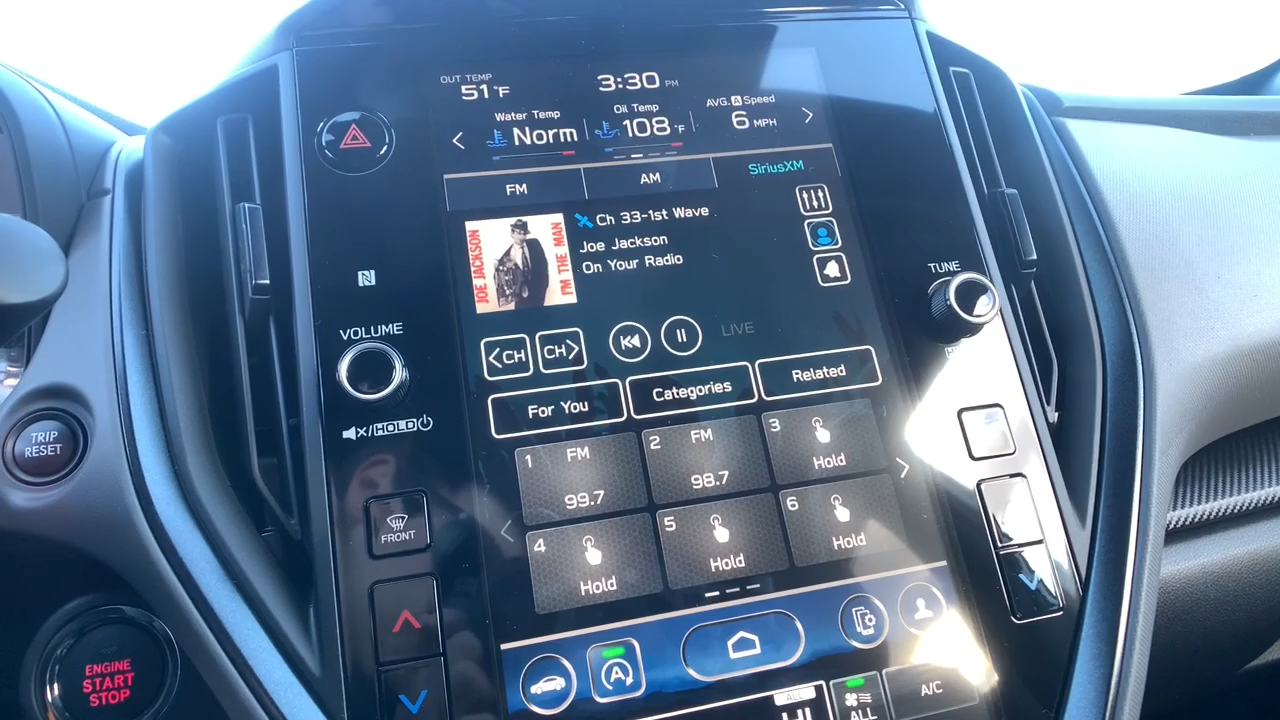 OUT TEMP
51°F
3:30 PM
Water Temp
Norm
Oil Temp
108 °F
AVG. A Speed
6 MPH
FM
AM
SiriusXM
JOE JACKSON
I'M THE MAN
Ch 33-1st Wave
Joe Jackson
On Your Radio
TUNE
VOLUME
CH
CH
LIVE
For You
Categories
Related
/HOLD
TRIP
RESET
1 FM
99.7
2 FM
98.7
3
Hold
4
Hold
5
Hold
6
Hold
FRONT
ENGINE
START
STOP
A
ALL
HI
ALL
A/C